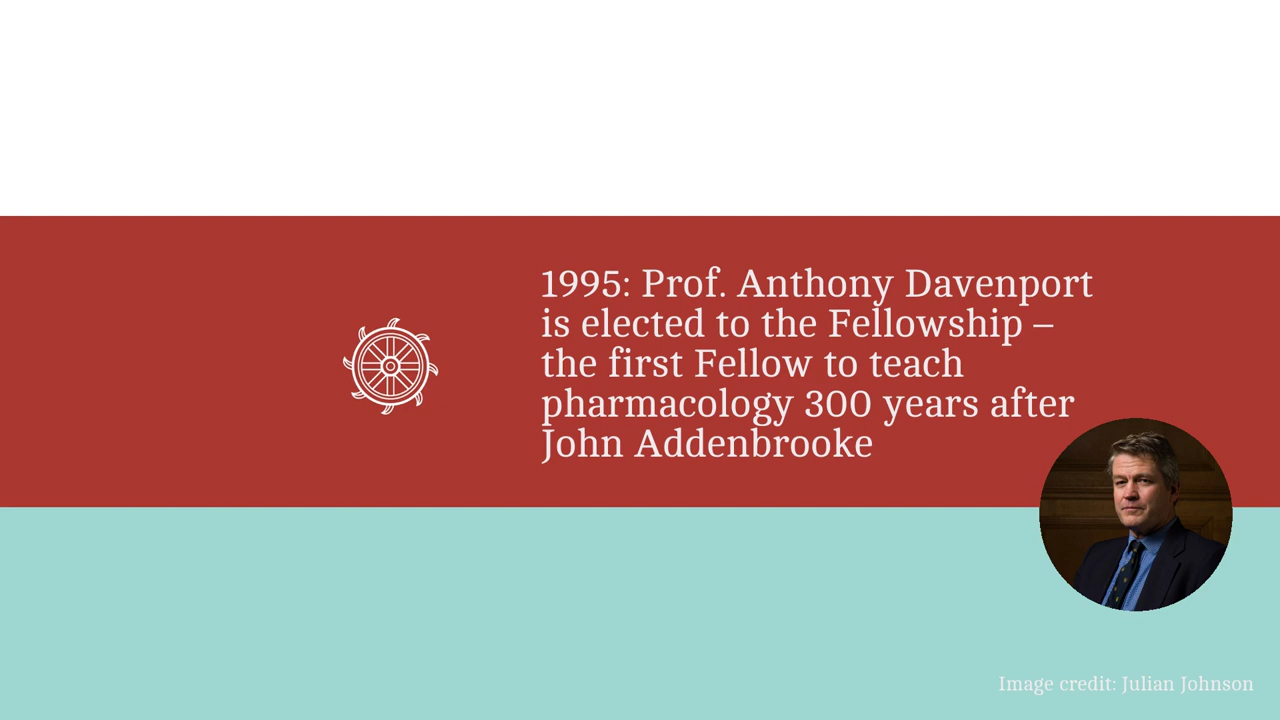 1995: Prof. Anthony Davenport
is elected to the Fellowship –
the first Fellow to teach
pharmacology 300 years after
John Addenbrooke
Image credit: Julian Johnson